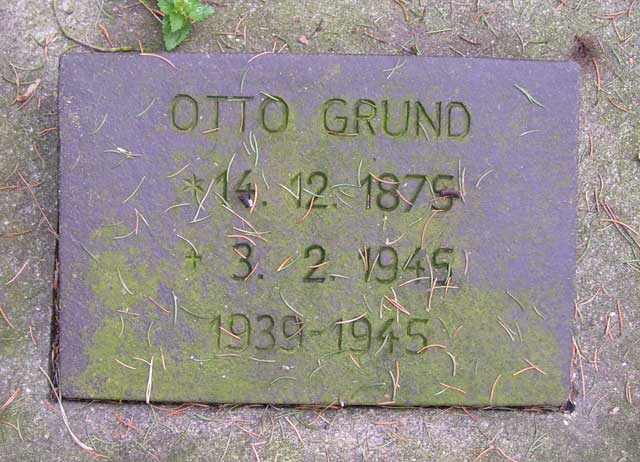 OTTO GRUND
* 14. 12. 1875
+ 3. 2. 1945
1939-1945